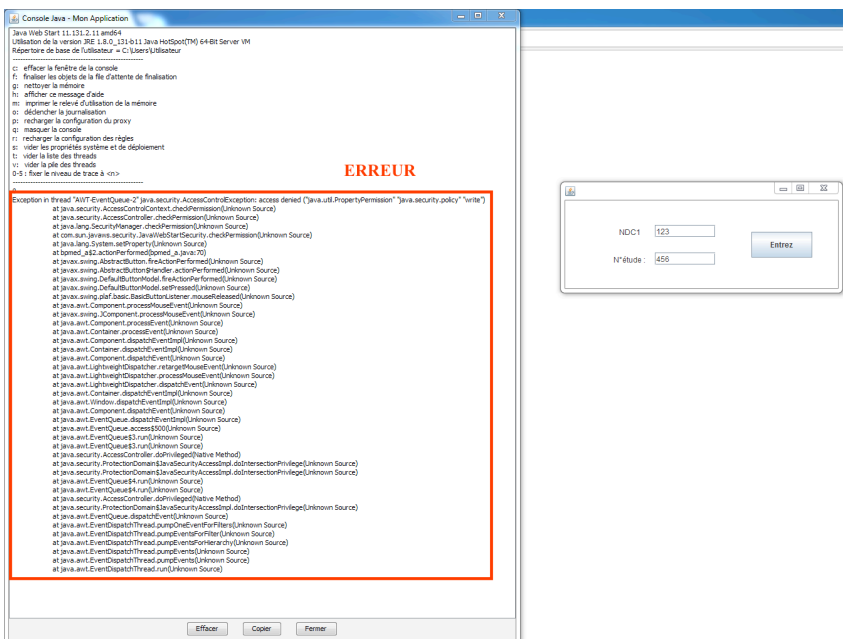 Console Java - Mon Application
Java Web Start 11.131.2.11 amd64
Utilisation de la version JRE 1.8.0_131-b11 Java HotSpot(TM) 64-Bit Server VM
Répertoire de base de l'utilisateur = C:\Users\Utilisateur
----------------------------------------------------
c: effacer la fenêtre de la console
f: finaliser les objets de la file d'attente de finalisation
g: nettoyer la mémoire
h: afficher ce message d'aide
m: imprimer le relevé d'utilisation de la mémoire
o: déclencher la journalisation
p: recharger la configuration du proxy
q: masquer la console
r: recharger la configuration des règles
s: vider les propriétés système et de déploiement
t: vider la liste des threads
v: vider la pile des threads
0-5 : fixer le niveau de trace à <n>
----------------------------------------------------
ERREUR
Exception in thread "AWT-EventQueue-2" java.security.AccessControlException: access denied ("java.util.PropertyPermission" "java.security.policy" "write")
at java.security.AccessControlContext.checkPermission(Unknown Source)
at java.security.AccessController.checkPermission(Unknown Source)
at java.lang.SecurityManager.checkPermission(Unknown Source)
at com.sun.javaws.security.JavaWebStartSecurity.checkPermission(Unknown Source)
at java.lang.System.setProperty(Unknown Source)
at bpmed_a$2.actionPerformed(bpmed_a.java:70)
at javax.swing.AbstractButton.fireActionPerformed(Unknown Source)
at javax.swing.AbstractButton$Handler.actionPerformed(Unknown Source)
at javax.swing.DefaultButtonModel.fireActionPerformed(Unknown Source)
at javax.swing.DefaultButtonModel.setPressed(Unknown Source)
at javax.swing.plaf.basic.BasicButtonListener.mouseReleased(Unknown Source)
at java.awt.Component.processMouseEvent(Unknown Source)
at javax.swing.JComponent.processMouseEvent(Unknown Source)
at java.awt.Component.processEvent(Unknown Source)
at java.awt.Container.processEvent(Unknown Source)
at java.awt.Component.dispatchEventImpl(Unknown Source)
at java.awt.Container.dispatchEventImpl(Unknown Source)
at java.awt.Component.dispatchEvent(Unknown Source)
at java.awt.LightweightDispatcher.retargetMouseEvent(Unknown Source)
at java.awt.LightweightDispatcher.processMouseEvent(Unknown Source)
at java.awt.LightweightDispatcher.dispatchEvent(Unknown Source)
at java.awt.Container.dispatchEventImpl(Unknown Source)
at java.awt.Window.dispatchEventImpl(Unknown Source)
at java.awt.Component.dispatchEvent(Unknown Source)
at java.awt.EventQueue.dispatchEventImpl(Unknown Source)
at java.awt.EventQueue.access$500(Unknown Source)
at java.awt.EventQueue$3.run(Unknown Source)
at java.awt.EventQueue$3.run(Unknown Source)
at java.security.AccessController.doPrivileged(Native Method)
at java.security.ProtectionDomain$JavaSecurityAccessImpl.doIntersectionPrivilege(Unknown Source)
at java.security.ProtectionDomain$JavaSecurityAccessImpl.doIntersectionPrivilege(Unknown Source)
at java.awt.EventQueue$4.run(Unknown Source)
at java.awt.EventQueue$4.run(Unknown Source)
at java.security.AccessController.doPrivileged(Native Method)
at java.security.ProtectionDomain$JavaSecurityAccessImpl.doIntersectionPrivilege(Unknown Source)
at java.awt.EventQueue.dispatchEvent(Unknown Source)
at java.awt.EventDispatchThread.pumpOneEventForFilters(Unknown Source)
at java.awt.EventDispatchThread.pumpEventsForFilter(Unknown Source)
at java.awt.EventDispatchThread.pumpEventsForHierarchy(Unknown Source)
at java.awt.EventDispatchThread.pumpEvents(Unknown Source)
at java.awt.EventDispatchThread.pumpEvents(Unknown Source)
at java.awt.EventDispatchThread.run(Unknown Source)
Effacer Copier Fermer
NDC1 123
N°étude : 456
Entrez